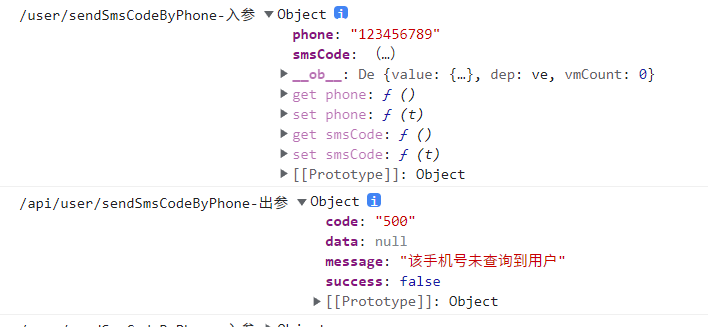 /user/sendSmsCodeByPhone-入参 ▼Object i
phone: "123456789"
smsCode: （…）
▶__ob__: De {value: {…}, dep: ve, vmCount: 0}
▶get phone: ƒ ()
▶set phone: ƒ (t)
▶get smsCode: ƒ ()
▶set smsCode: ƒ (t)
▶[[Prototype]]: Object
/api/user/sendSmsCodeByPhone-出参 ▼Object i
code: "500"
data: null
message: "该手机号未查询到用户"
success: false
▶[[Prototype]]: Object